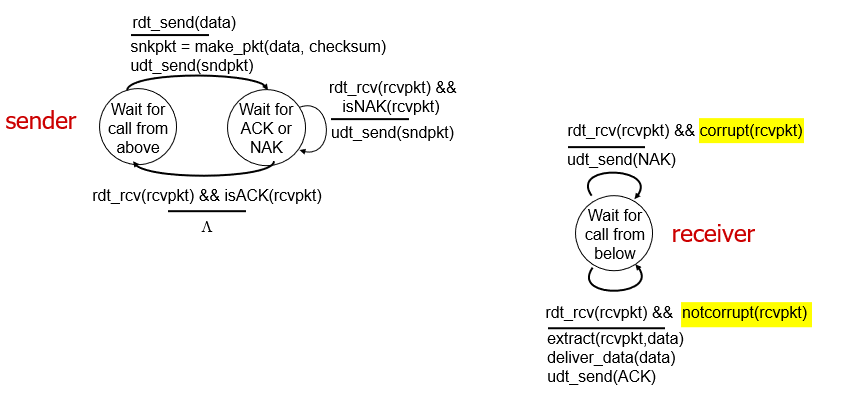 rdt_send(data)
snkpkt = make_pkt(data, checksum)
udt_send(sndpkt)
sender
Wait for
call from
above
Wait for
ACK or
NAK
rdt_rcv(rcvpkt) &&
isNAK(rcvpkt)
udt_send(sndpkt)
rdt_rcv(rcvpkt) && isACK(rcvpkt)
Λ
rdt_rcv(rcvpkt) && corrupt(rcvpkt)
udt_send(NAK)
Wait for
call from
below
receiver
rdt_rcv(rcvpkt) && notcorrupt(rcvpkt)
extract(rcvpkt,data)
deliver_data(data)
udt_send(ACK)